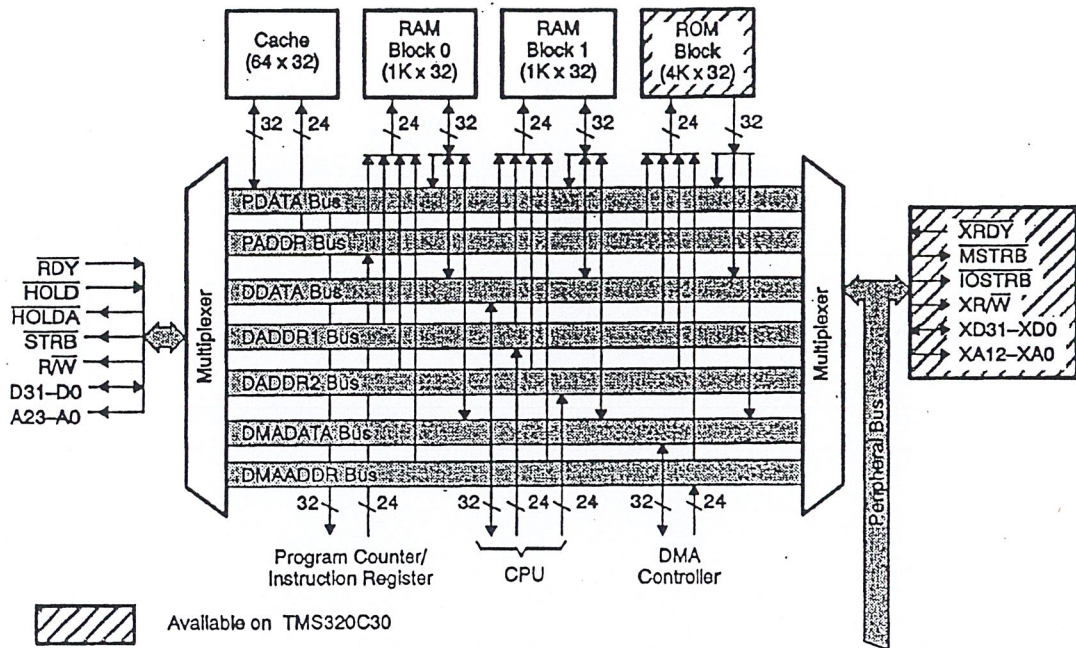 Cache
(64 x 32)
RAM
Block 0
(1K x 32)
RAM
Block 1
(1K x 32)
ROM
Block
(4K x 32)
32
24
24
32
24
32
24
32
PDATA Bus
PADDR Bus
DDATA Bus
DADDR1 Bus
DADDR2 Bus
DMADATA Bus
DMAADDR Bus
Multiplexer
Multiplexer
RDY
HOLD
HOLDA
STRB
R/W
D31–D0
A23–A0
XRDY
MSTRB
IOSTRB
XR/W
XD31–XD0
XA12–XA0
Peripheral Bus
32
24
32
24
24
32
24
Program Counter/
Instruction Register
CPU
DMA
Controller
Available on TMS320C30